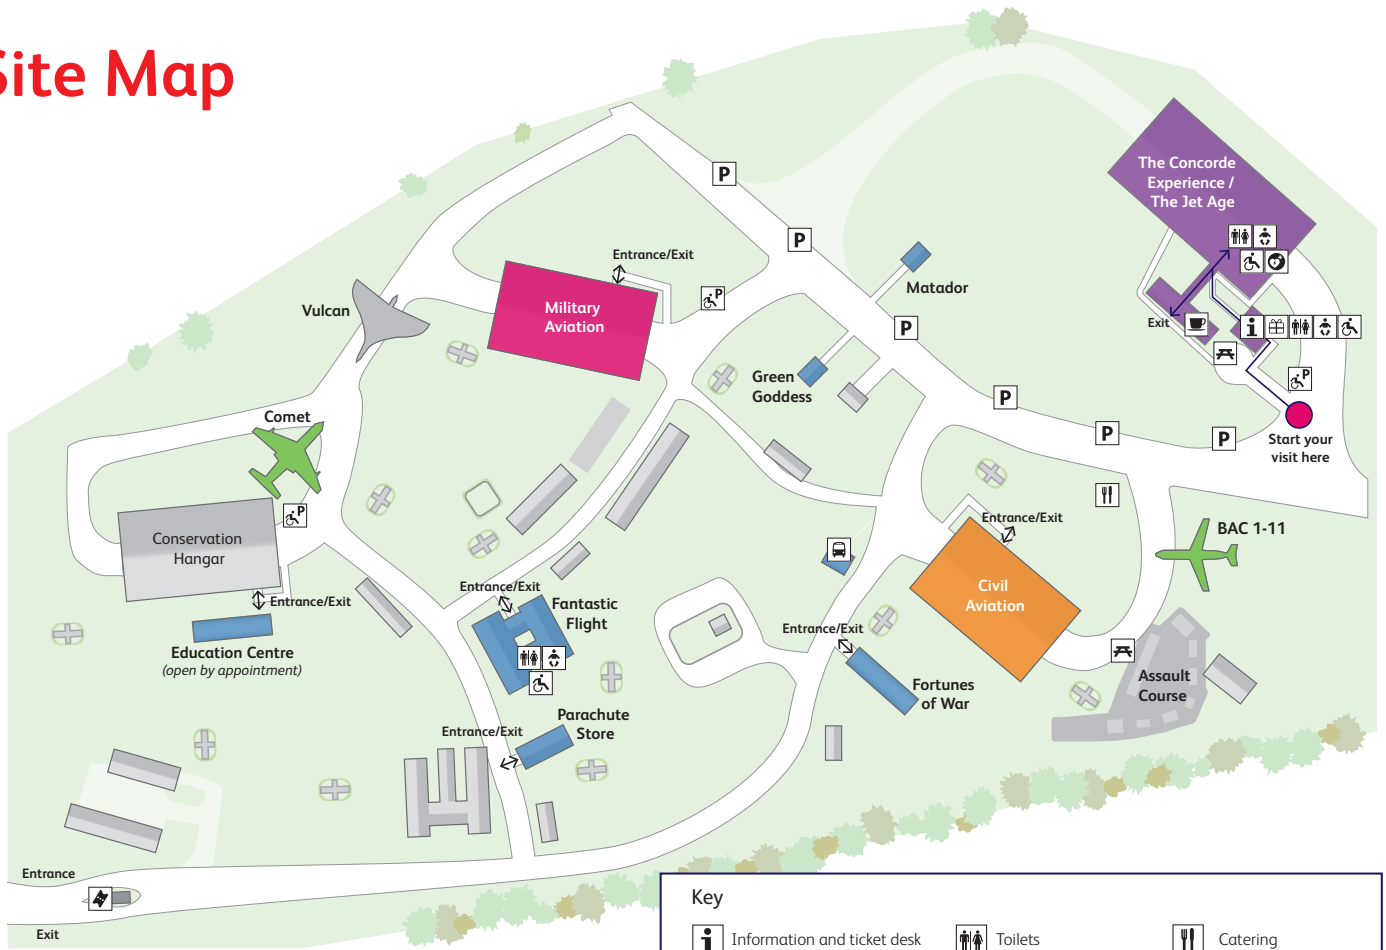 Site Map
P
The Concorde
Experience /
The Jet Age
P
Entrance/Exit
Matador
Vulcan
P
Military
Aviation
P
Exit
i
Green
Goddess
P
P
Comet
P
P
P
Start your
visit here
P
Conservation
Hangar
Entrance/Exit
BAC 1-11
Entrance/Exit
Entrance/Exit
Civil
Aviation
Fantastic
Flight
Entrance/Exit
Education Centre
(open by appointment)
Assault
Course
Fortunes
of War
Parachute
Store
Entrance/Exit
Entrance
Exit
Key
i Information and ticket desk
Toilets
Catering